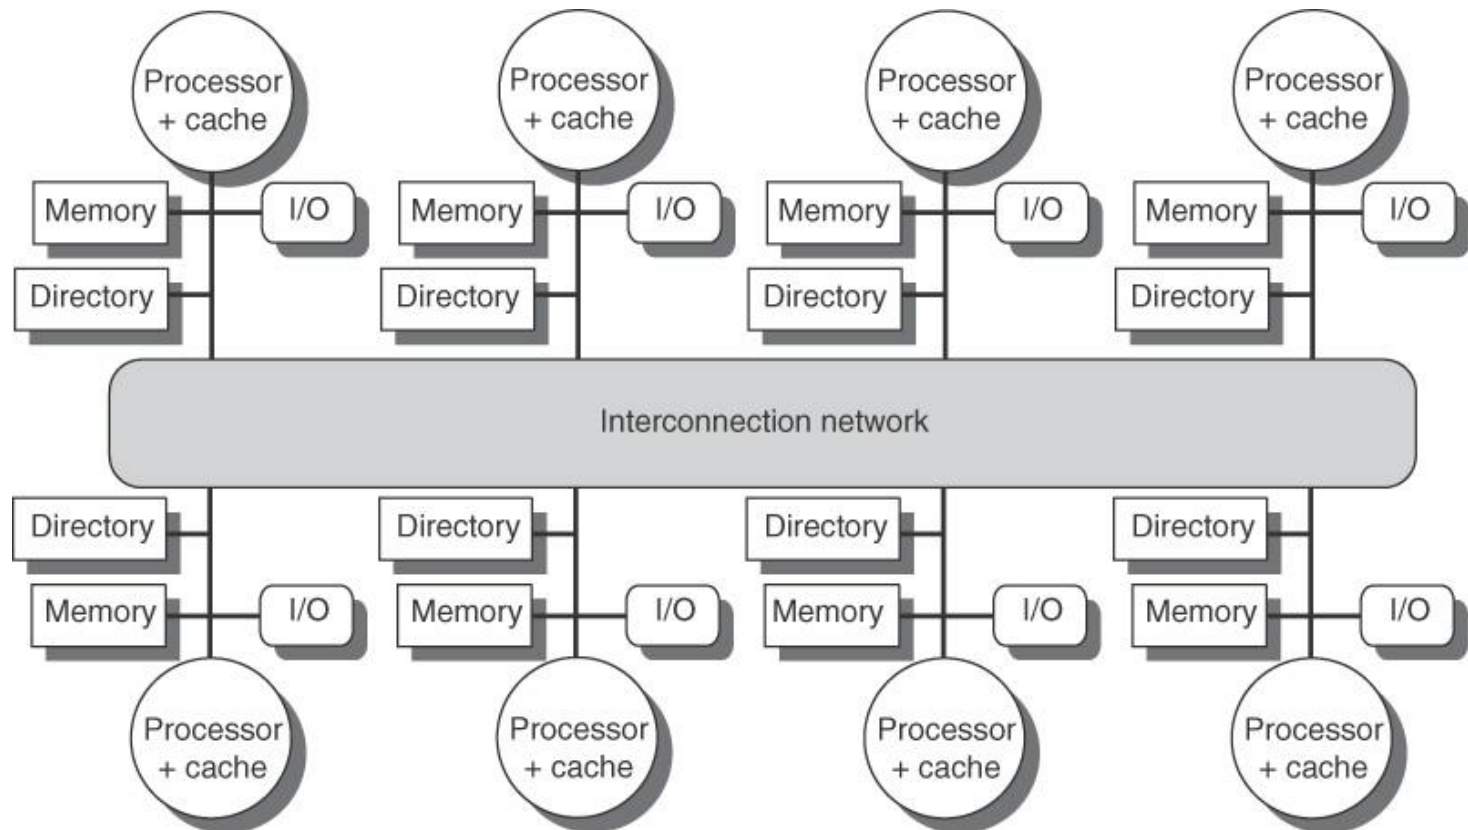 Processor
+ cache
Processor
+ cache
Processor
+ cache
Processor
+ cache
Memory
I/O
Memory
I/O
Memory
I/O
Memory
I/O
Directory
Directory
Directory
Directory
Interconnection network
Directory
Directory
Directory
Directory
Memory
I/O
Memory
I/O
Memory
I/O
Memory
I/O
Processor
+ cache
Processor
+ cache
Processor
+ cache
Processor
+ cache